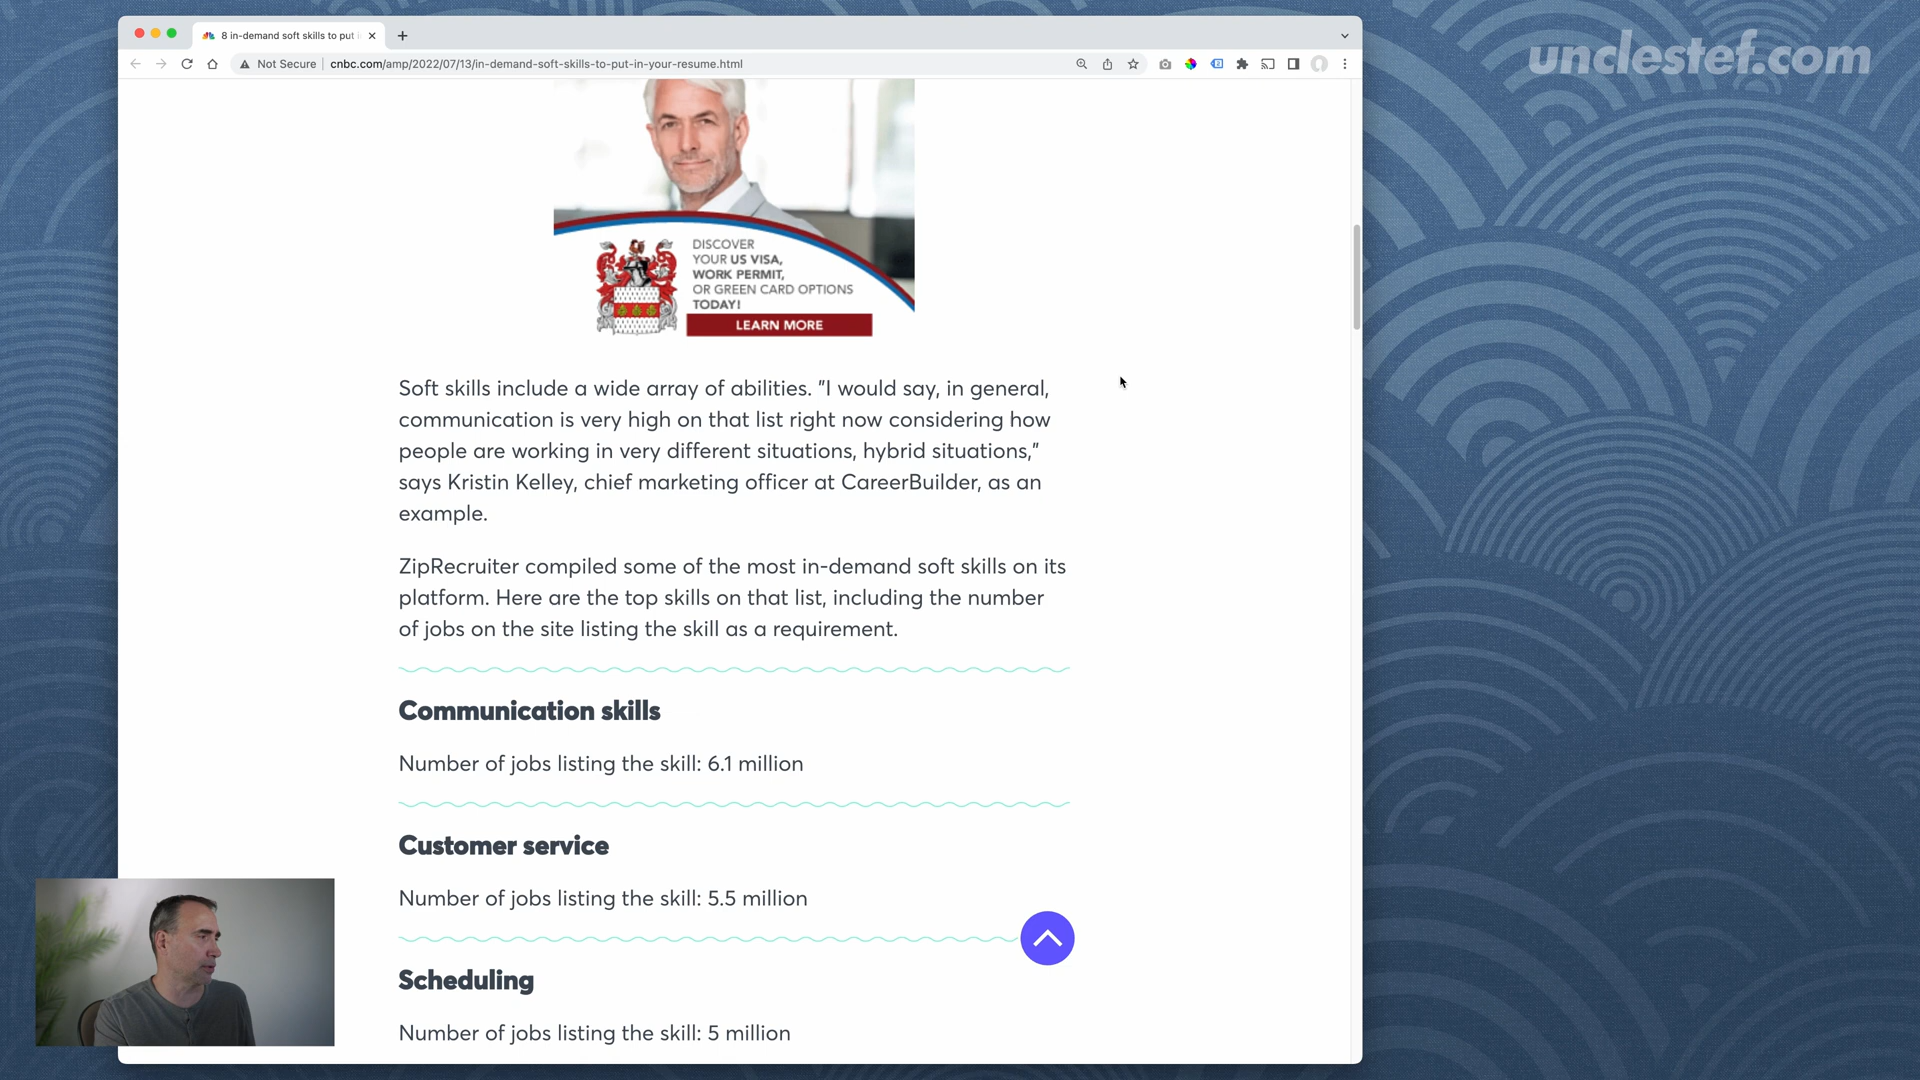 8 in-demand soft skills to put i
unclestef.com
Not Secure
cnbc.com/amp/2022/07/13/in-demand-soft-skills-to-put-in-your-resume.html
DISCOVER
YOUR US VISA,
WORK PERMIT,
OR GREEN CARD OPTIONS
TODAY!
LEARN MORE
Soft skills include a wide array of abilities. "I would say, in general,
communication is very high on that list right now considering how
people are working in very different situations, hybrid situations,"
says Kristin Kelley, chief marketing officer at CareerBuilder, as an
example.
ZipRecruiter compiled some of the most in-demand soft skills on its
platform. Here are the top skills on that list, including the number
of jobs on the site listing the skill as a requirement.
Communication skills
Number of jobs listing the skill: 6.1 million
Customer service
Number of jobs listing the skill: 5.5 million
Scheduling
Number of jobs listing the skill: 5 million